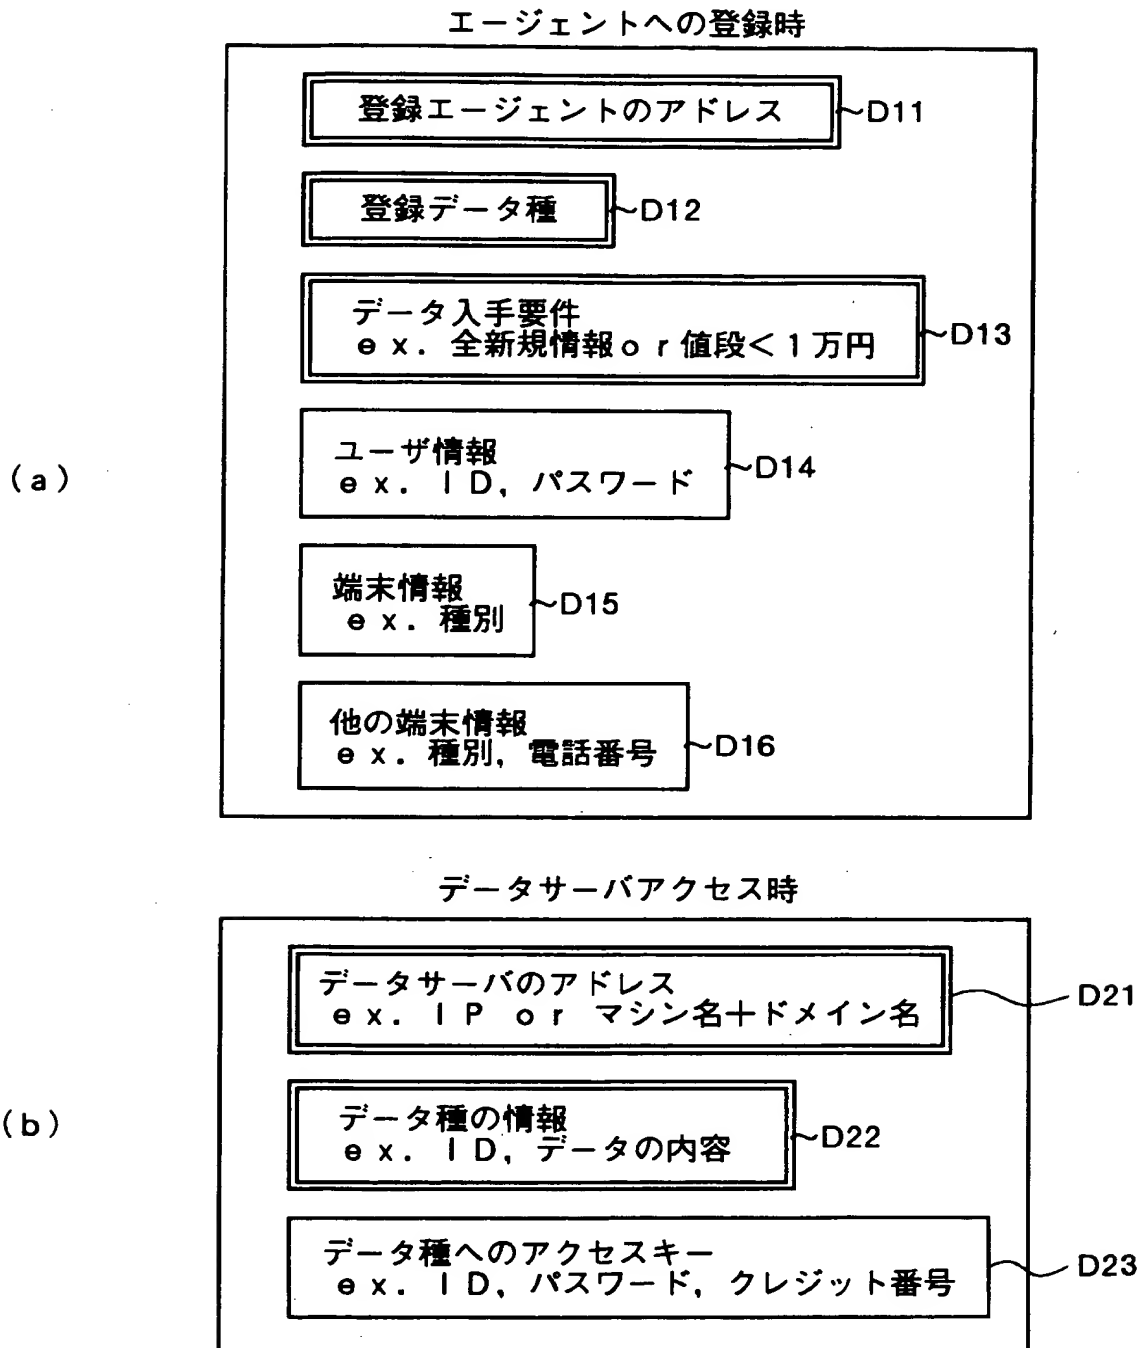 エージェントへの登録時
登録エージェントのアドレス
D11
登録データ種
D12
データ入手要件
ex. 全新規情報or値段<1万円
D13
ユーザ情報
ex. ID, パスワード
D14
(a)
端末情報
ex. 種別
D15
他の端末情報
ex. 種別, 電話番号
D16
データサーバアクセス時
データサーバのアドレス
ex. IP or マシン名+ドメイン名
D21
データ種の情報
ex. ID, データの内容
D22
(b)
データ種へのアクセスキー
ex. ID, パスワード, クレジット番号
D23